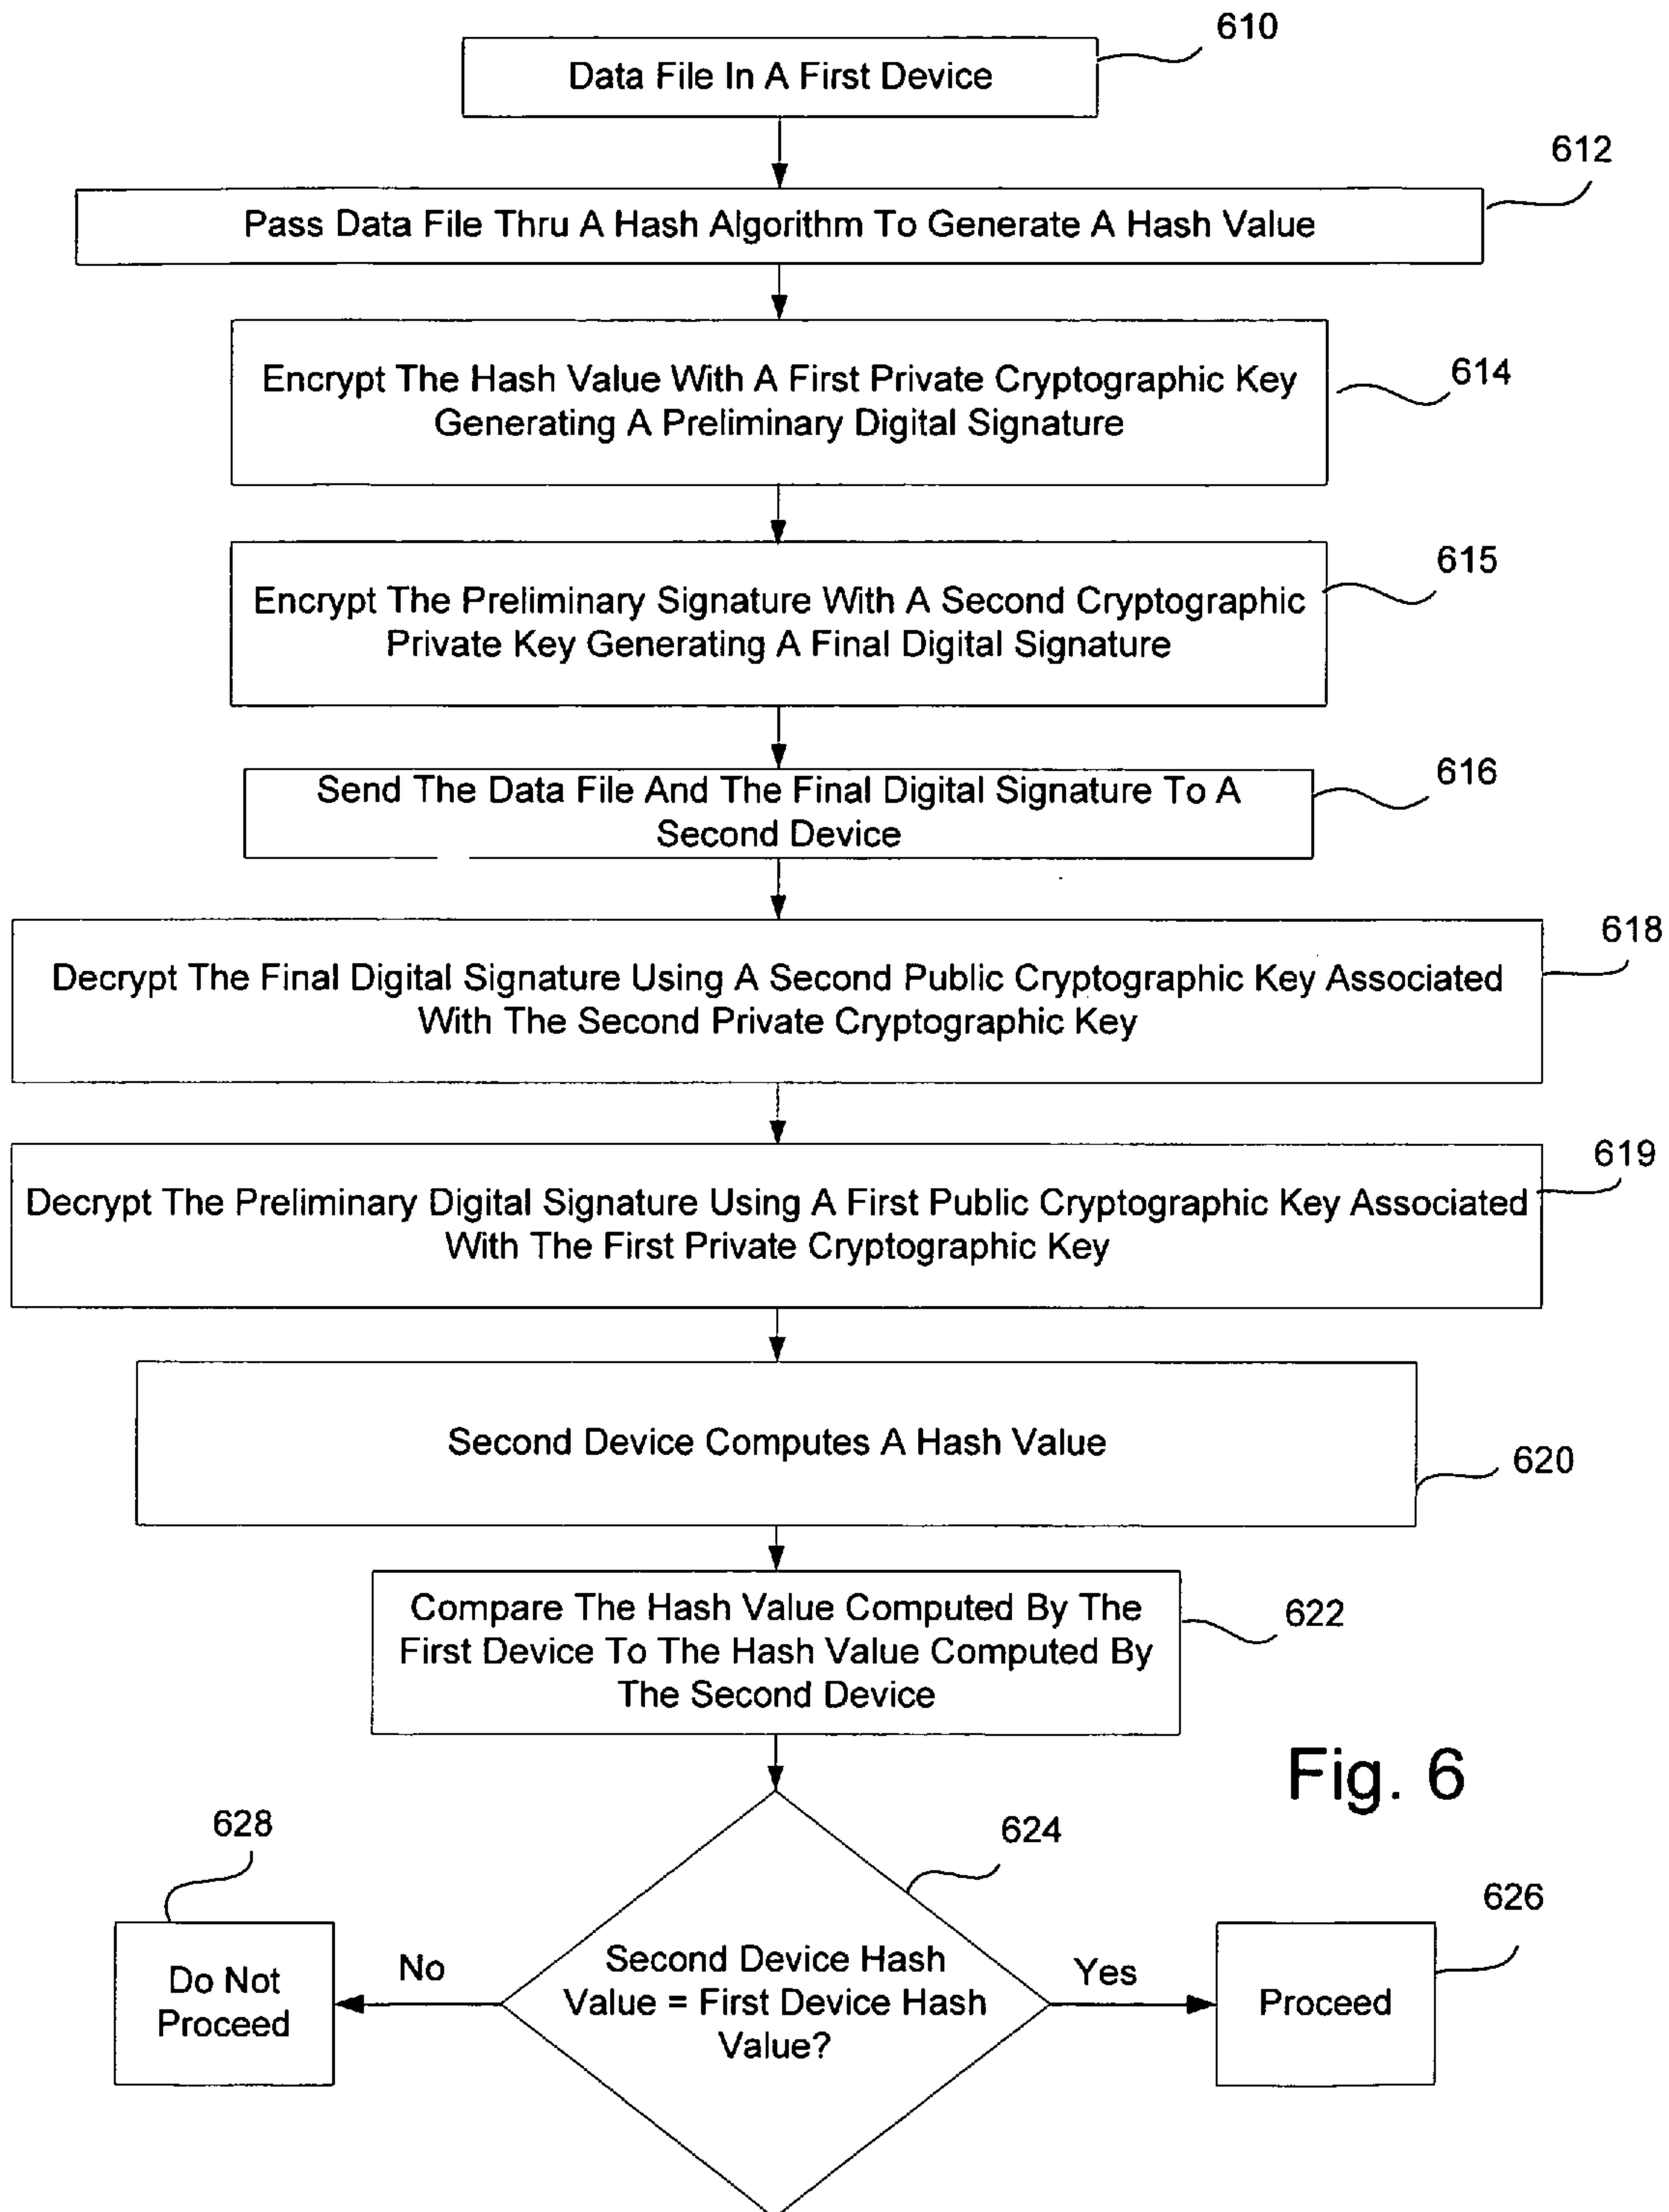 610
Data File In A First Device
612
Pass Data File Thru A Hash Algorithm To Generate A Hash Value
Encrypt The Hash Value With A First Private Cryptographic Key
Generating A Preliminary Digital Signature
614
615
Encrypt The Preliminary Signature With A Second Cryptographic
Private Key Generating A Final Digital Signature
616
Send The Data File And The Final Digital Signature To A
Second Device
618
Decrypt The Final Digital Signature Using A Second Public Cryptographic Key Associated
With The Second Private Cryptographic Key
619
Decrypt The Preliminary Digital Signature Using A First Public Cryptographic Key Associated
With The First Private Cryptographic Key
Second Device Computes A Hash Value
620
Compare The Hash Value Computed By The
First Device To The Hash Value Computed By
The Second Device
622
Fig. 6
628
624
626
Do Not
Proceed
No
Second Device Hash
Value = First Device Hash
Value?
Yes
Proceed